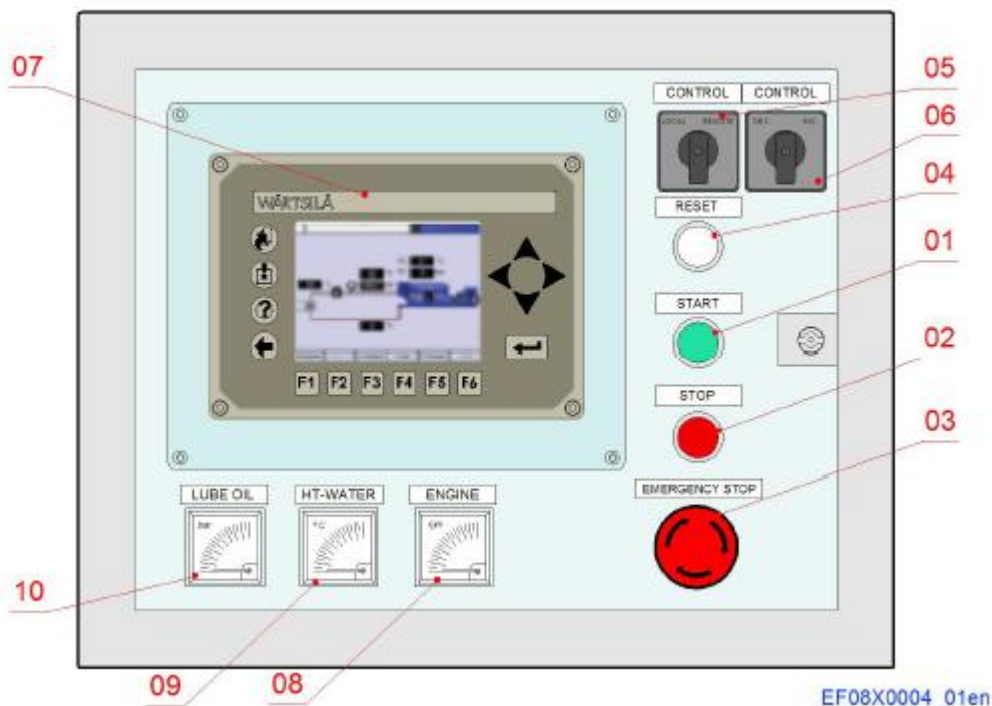 07
05
CONTROL CONTROL
LOCAL REMOTE
06
WÄRTSILÄ
RESET
04
01
START
?
02
STOP
F1 F2 F3 F4 F5 F6
03
LUBE OIL HT-WATER ENGINE EMERGENCY STOP
bar °C
10
09 08
EF08X0004 01en